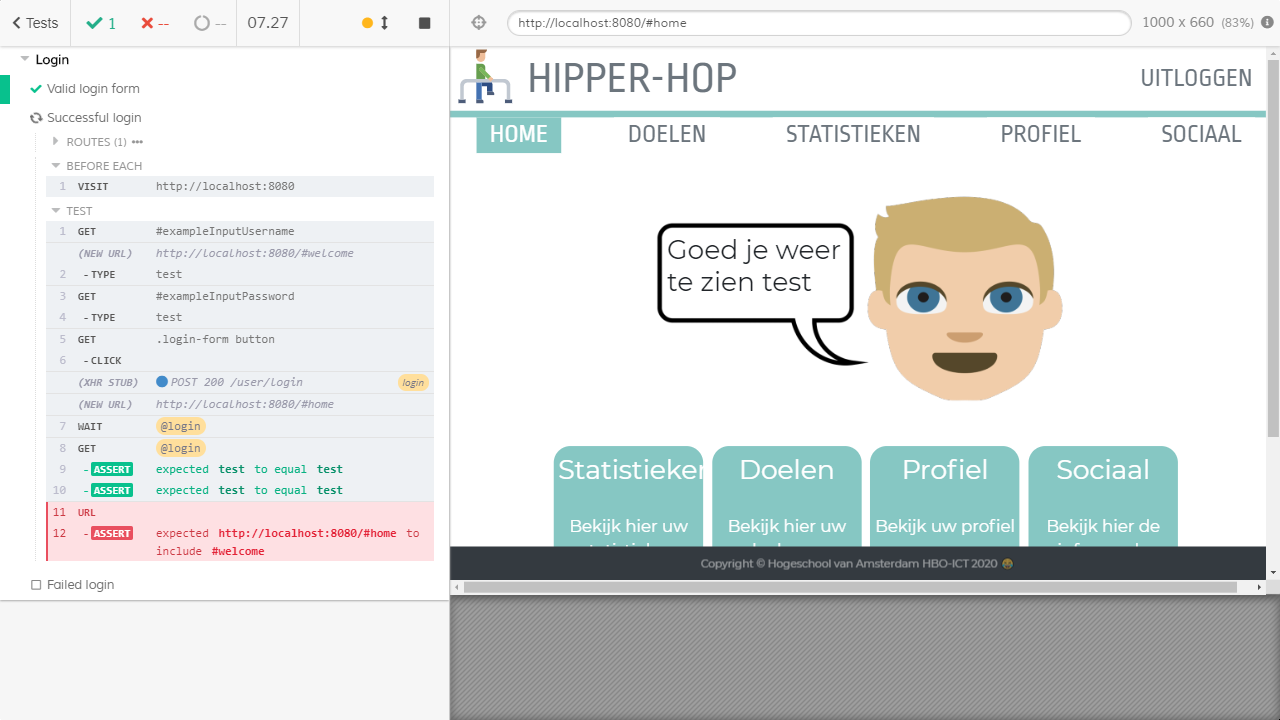 Tests
1
--
--
07.27
http://localhost:8080/#home
1000 x 660 (83%)
Login
Valid login form
Successful login
ROUTES (1)
BEFORE EACH
1 VISIT http://localhost:8080
TEST
1 GET #exampleInputUsername
(NEW URL) http://localhost:8080/#welcome
2 -TYPE test
3 GET #exampleInputPassword
4 -TYPE test
5 GET .login-form button
6 -CLICK
(XHR STUB) POST 200 /user/login login
(NEW URL) http://localhost:8080/#home
7 WAIT @login
8 GET @login
9 -ASSERT expected test to equal test
10 -ASSERT expected test to equal test
11 URL
12 -ASSERT expected http://localhost:8080/#home to
include #welcome
Failed login
HIPPER-HOP
UITLOGGEN
HOME DOELEN STATISTIEKEN PROFIEL SOCIAAL
Goed je weer
te zien test
Statistieken
Bekijk hier uw
Doelen
Bekijk hier uw
Profiel
Bekijk uw profiel
Sociaal
Bekijk hier de
Copyright © Hogeschool van Amsterdam HBO-ICT 2020